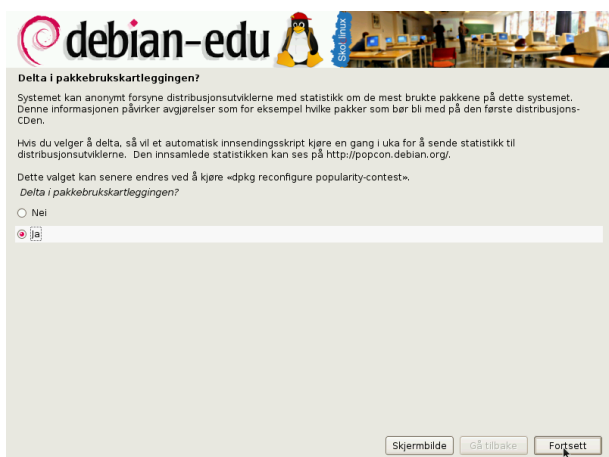 debian-edu
Skolelinux
Delta i pakkebrukskartleggingen?
Systemet kan anonymt forsyne distribusjonsutviklerne med statistikk om de mest brukte pakkene på dette systemet.
Denne informasjonen påvirker avgjørelser som for eksempel hvilke pakker som bør bli med på den første distribusjons-
CDen.
Hvis du velger å delta, så vil et automatisk innsendingsskript kjøre en gang i uka for å sende statistikk til
distribusjonsutviklerne. Den innsamlede statistikken kan ses på http://popcon.debian.org/.
Dette valget kan senere endres ved å kjøre «dpkg reconfigure popularity-contest».
Delta i pakkebrukskartleggingen?
Nei
Ja
Skjermbilde
Gå tilbake
Fortsett